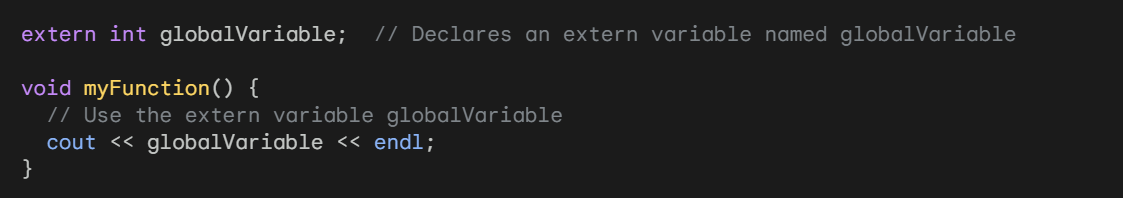 extern int globalVariable;  // Declares an extern variable named globalVariable
void myFunction() {
  // Use the extern variable globalVariable
  cout << globalVariable << endl;
}